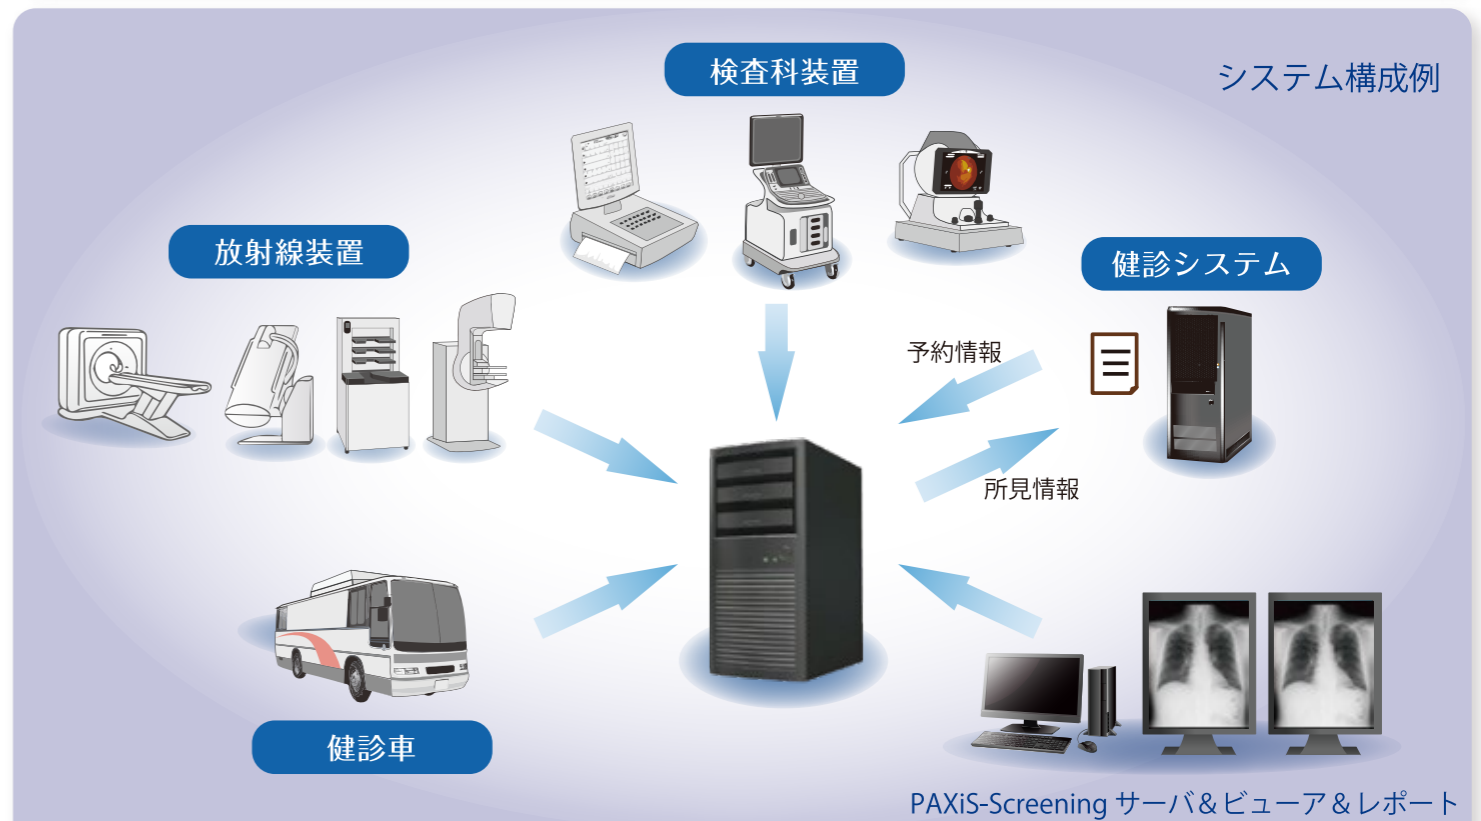 システム構成例
検査科装置
放射線装置
健診システム
予約情報
所見情報
健診車
PAXiS-Screening サーバ&ビューア&レポート